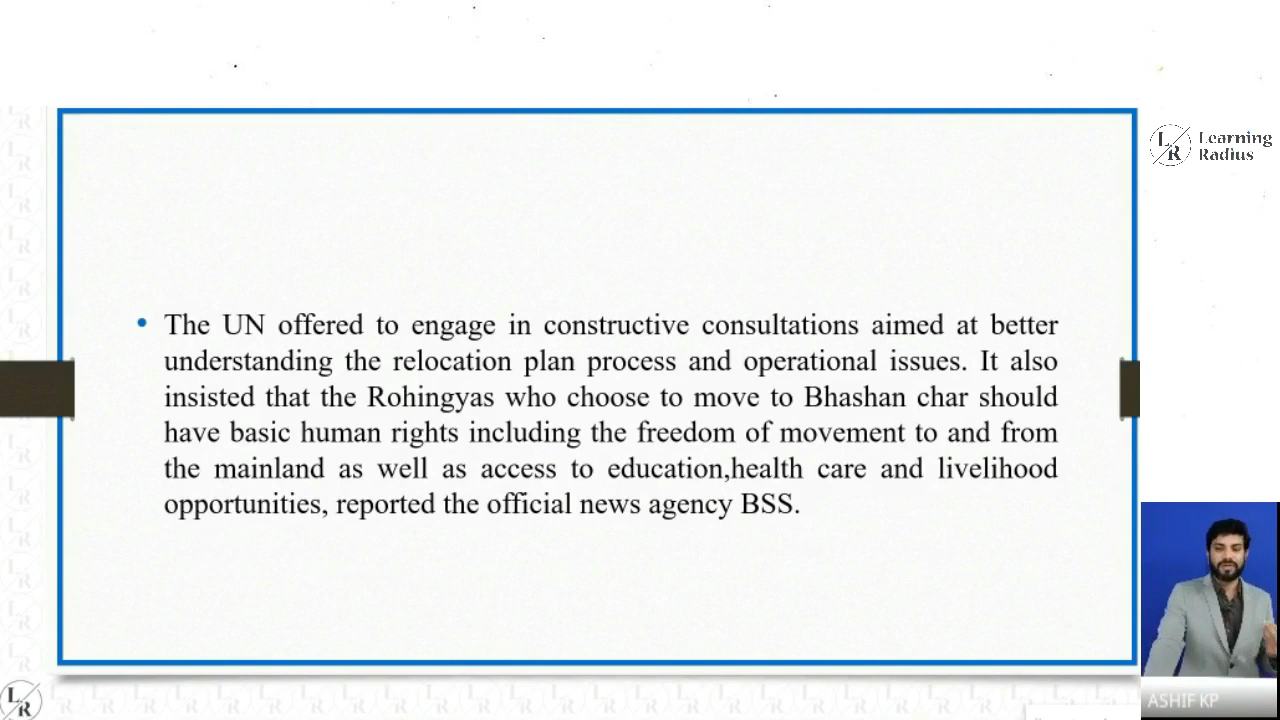 L
R
Learning
Radius
• The UN offered to engage in constructive consultations aimed at better
understanding the relocation plan process and operational issues. It also
insisted that the Rohingyas who choose to move to Bhashan char should
have basic human rights including the freedom of movement to and from
the mainland as well as access to education,health care and livelihood
opportunities, reported the official news agency BSS.
L
R
ASHIF KP